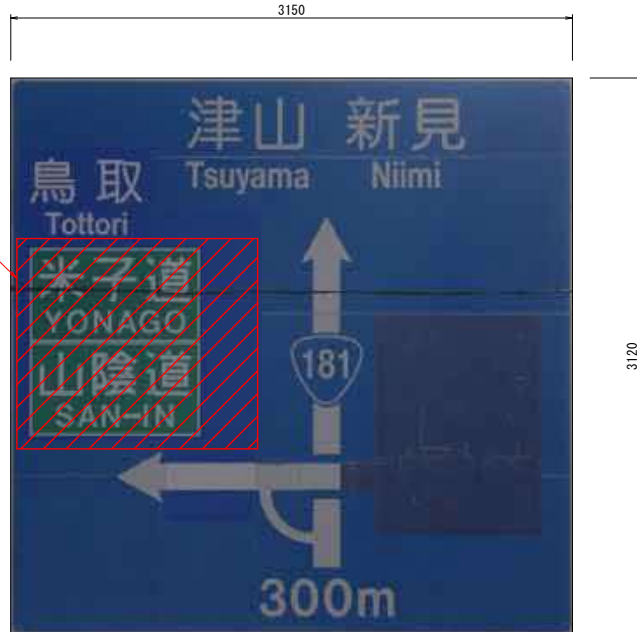 3150
津山 新見
Tsuyama Niimi
鳥取
Tottori
米子道
YONAGO
山陰道
SAN-IN
181
300m
3120